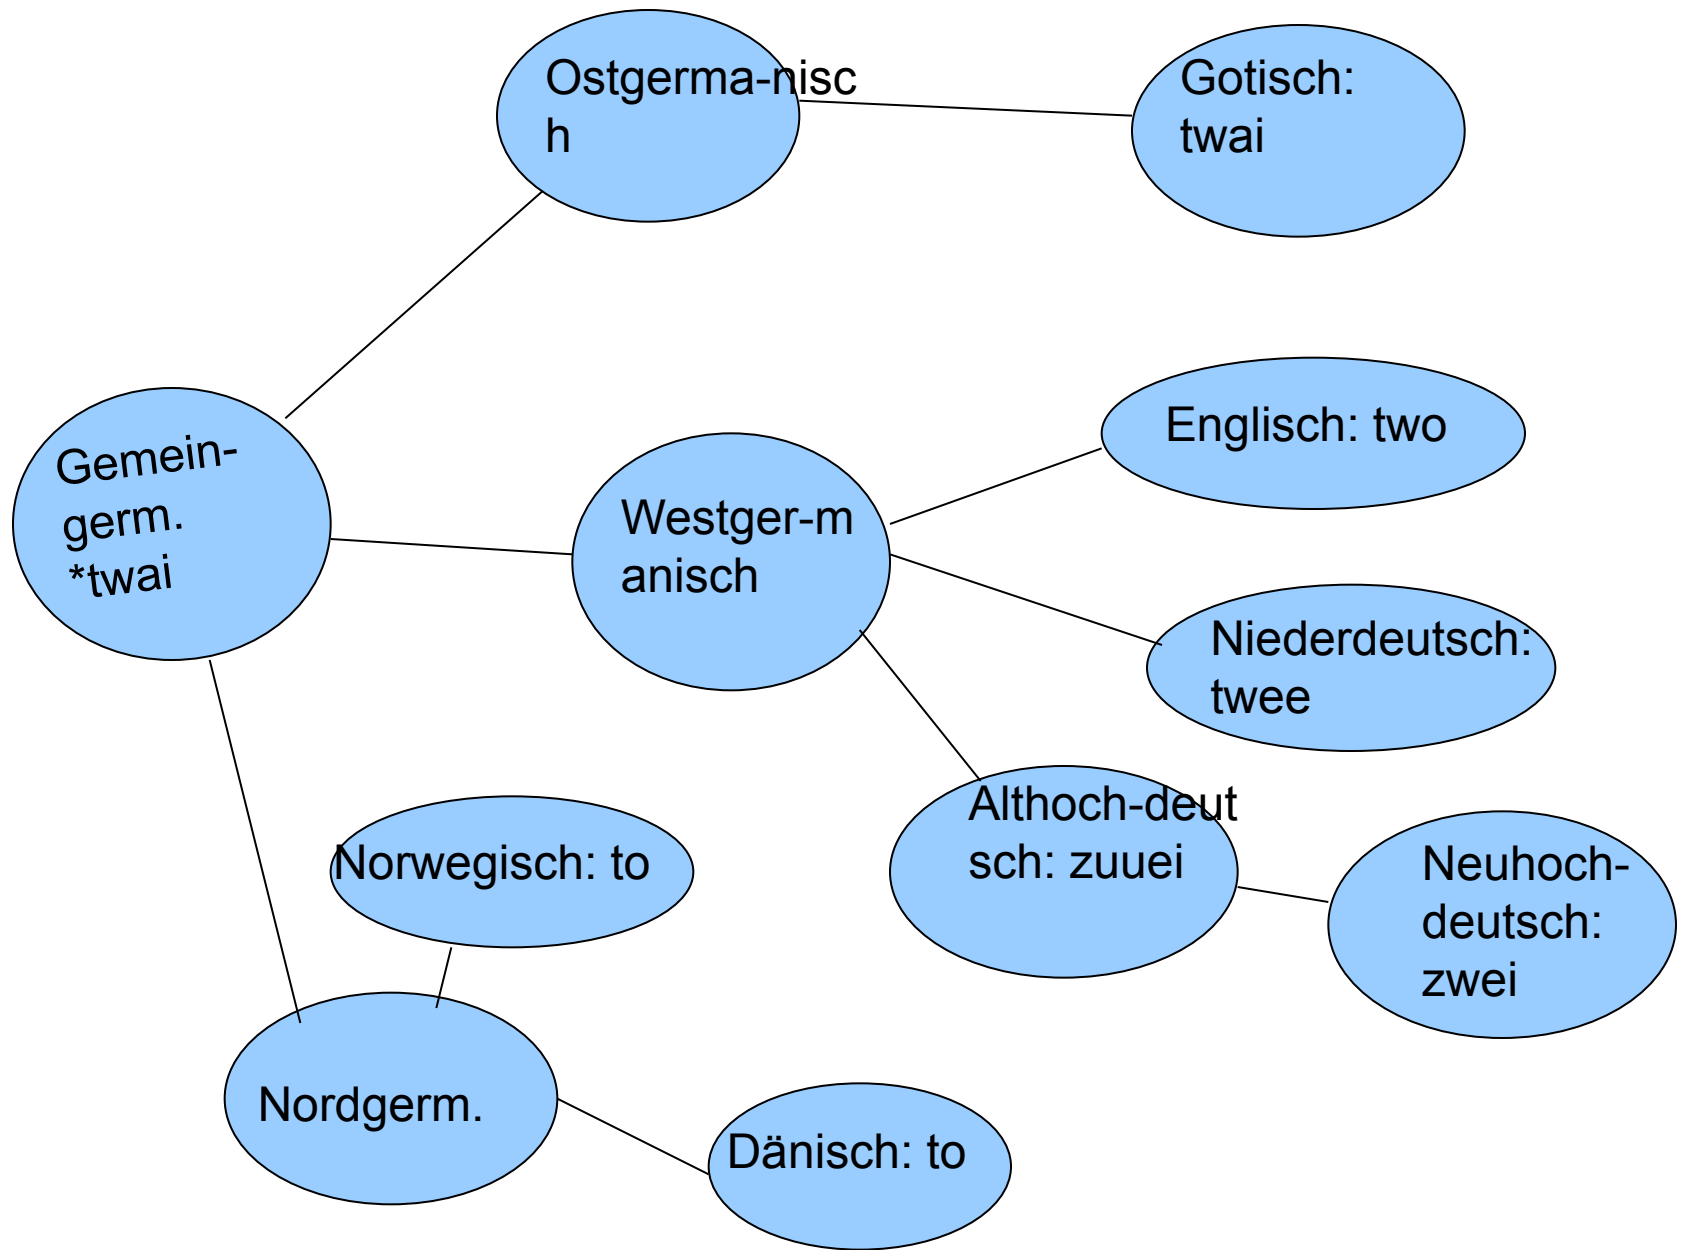 Ostgerma-nisc
h
Gotisch:
twai
Gemein-
germ.
*twai
Westger-m
anisch
Englisch: two
Niederdeutsch:
twee
Althoch-deut
sch: zuuei
Neuhoch-
deutsch:
zwei
Norwegisch: to
Nordgerm.
Dänisch: to